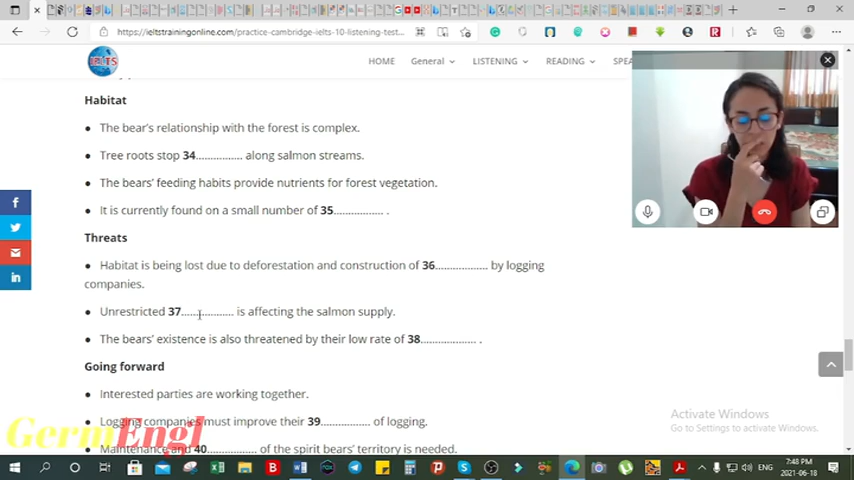 https://ieltstrainingonline.com/practice-cambridge-ielts-10-listening-test...
IELTS
HOME General LISTENING READING SPEA
Habitat
● The bear's relationship with the forest is complex.
● Tree roots stop 34................ along salmon streams.
● The bears' feeding habits provide nutrients for forest vegetation.
● It is currently found on a small number of 35................. .
Threats
● Habitat is being lost due to deforestation and construction of 36.................. by logging
companies.
● Unrestricted 37.................. is affecting the salmon supply.
● The bears' existence is also threatened by their low rate of 38................... .
Going forward
● Interested parties are working together.
● Logging companies must improve their 39................. of logging.
● Maintenance and 40................. of the spirit bears' territory is needed.
GermEngl
Activate Windows
Go to Settings to activate Windows.
ENG
7:48 PM
2021-06-18